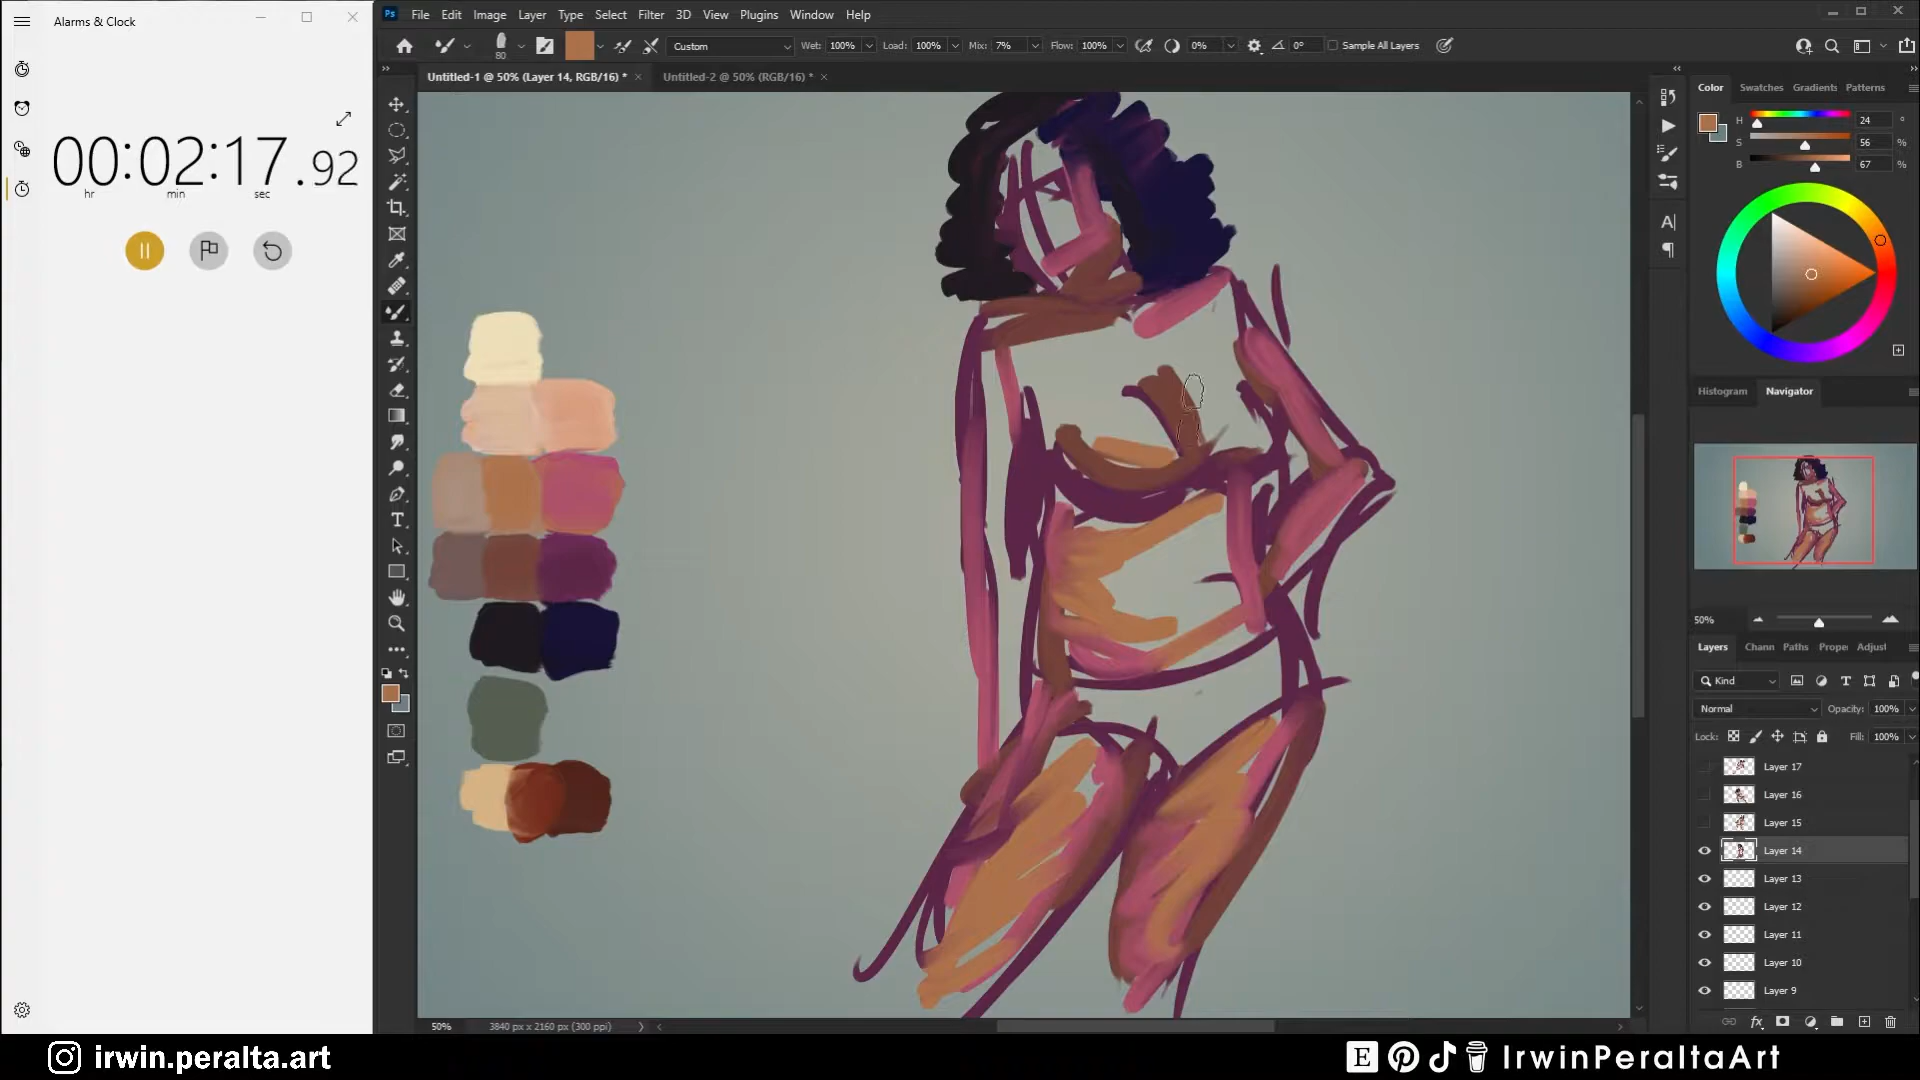 Alarms & Clock
00:02:17.92
hr min sec
Ps File Edit Image Layer Type Select Filter 3D View Plugins Window Help
80 Custom Wet: 100% Load: 100% Mix: 7% Flow: 100% 0% 0° Sample All Layers
Untitled-1 @ 50% (Layer 14, RGB/16) * × Untitled-2 @ 50% (RGB/16) * ×
Color Swatches Gradients Patterns
H 24 °
S 56 %
B 67 %
Histogram Navigator
50%
Layers Chann Paths Prope Adjust
Kind
Normal Opacity: 100%
Lock: Fill: 100%
Layer 17
Layer 16
Layer 15
Layer 14
Layer 13
Layer 12
Layer 11
Layer 10
Layer 9
50% 3840 px x 2160 px (300 ppi)
irwin.peralta.art
IrwinPeraltaArt